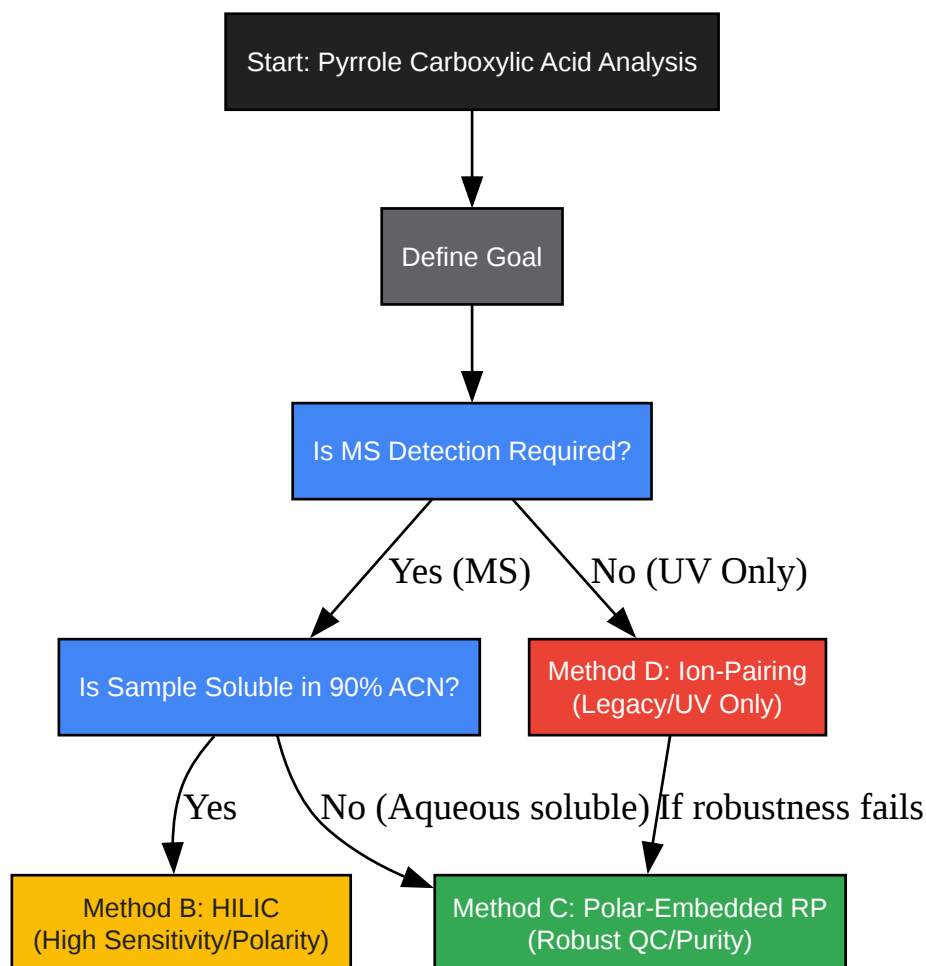 Start: Pyrrole Carboxylic Acid Analysis
Define Goal
Is MS Detection Required?
Yes (MS)
No (UV Only)
Is Sample Soluble in 90% ACN?
Method D: Ion-Pairing
(Legacy/UV Only)
Yes
No (Aqueous soluble)
If robustness fails
Method B: HILIC
(High Sensitivity/Polarity)
Method C: Polar-Embedded RP
(Robust QC/Purity)